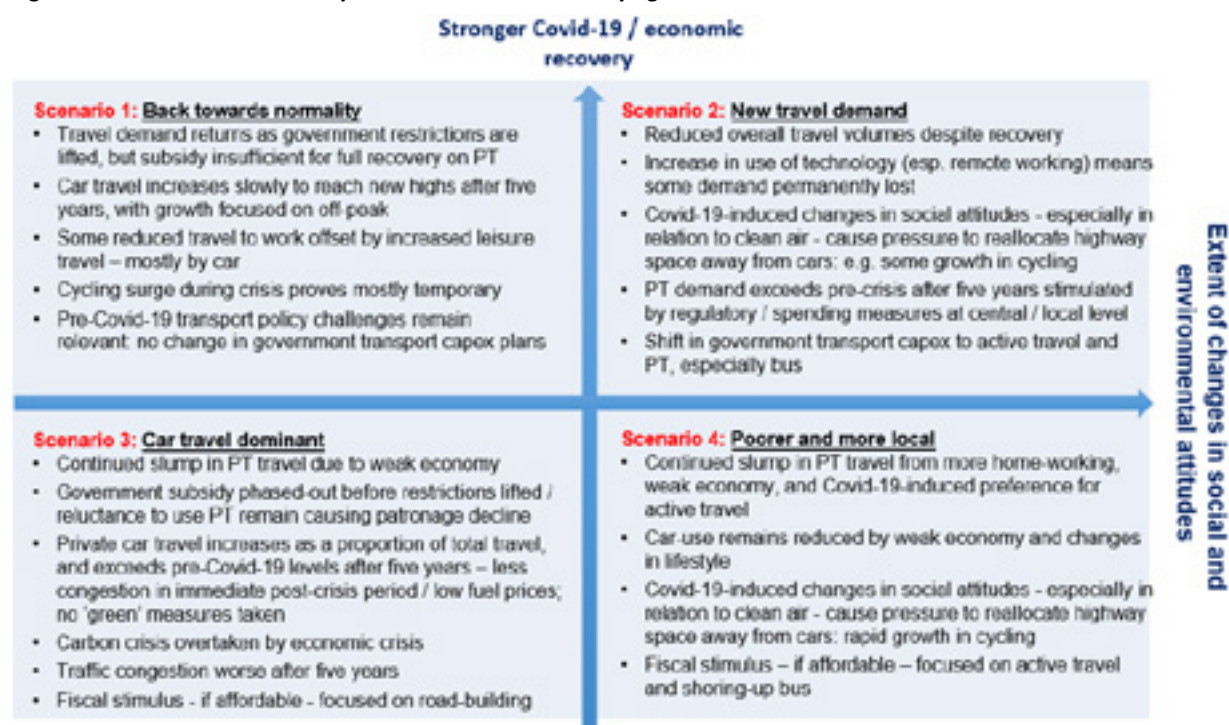 Stronger Covid-19 / economic
recovery
Scenario 1: Back towards normality
• Travel demand returns as government restrictions are
lifted, but subsidy insufficient for full recovery on PT
• Car travel increases slowly to reach new highs after five
years, with growth focused on off-peak
• Some reduced travel to work offset by increased leisure
travel – mostly by car
• Cycling surge during crisis proves mostly temporary
• Pre-Covid-19 transport policy challenges remain
relevant: no change in government transport capex plans
Scenario 2: New travel demand
• Reduced overall travel volumes despite recovery
• Increase in use of technology (esp. remote working) means
some demand permanently lost
• Covid-19-induced changes in social attitudes - especially in
relation to clean air - cause pressure to reallocate highway
space away from cars: e.g. some growth in cycling
• PT demand exceeds pre-crisis after five years stimulated
by regulatory / spending measures at central / local level
• Shift in government transport capex to active travel and
PT, especially bus
Extent of changes in social and
environmental attitudes
Scenario 3: Car travel dominant
• Continued slump in PT travel due to weak economy
• Government subsidy phased-out before restrictions lifted /
reluctance to use PT remain causing patronage decline
• Private car travel increases as a proportion of total travel,
and exceeds pre-Covid-19 levels after five years – less
congestion in immediate post-crisis period / low fuel prices;
no 'green' measures taken
• Carbon crisis overtaken by economic crisis
• Traffic congestion worse after five years
• Fiscal stimulus - if affordable - focused on road-building
Scenario 4: Poorer and more local
• Continued slump in PT travel from more home-working,
weak economy, and Covid-19-induced preference for
active travel
• Car-use remains reduced by weak economy and changes
in lifestyle
• Covid-19-induced changes in social attitudes - especially in
relation to clean air - cause pressure to reallocate highway
space away from cars: rapid growth in cycling
• Fiscal stimulus – if affordable – focused on active travel
and shoring-up bus